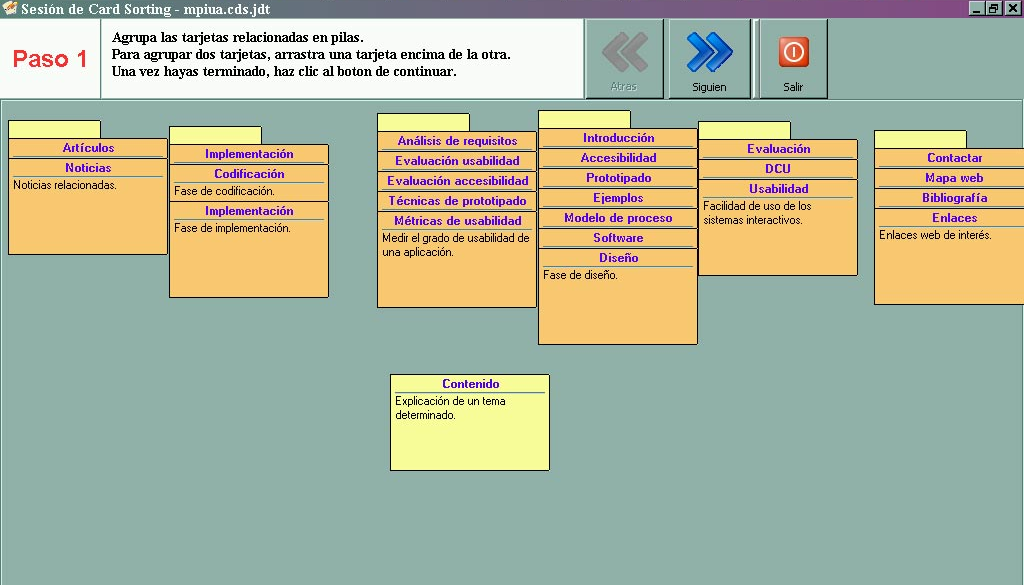 Sesión de Card Sorting - mpiua.cds.jdt
Paso 1
Agrupa las tarjetas relacionadas en pilas.
Para agrupar dos tarjetas, arrastra una tarjeta encima de la otra.
Una vez hayas terminado, haz clic al boton de continuar.
Atras
Siguien
Salir
Artículos
Noticias
Noticias relacionadas.
Implementación
Codificación
Fase de codificación.
Implementación
Fase de implementación.
Análisis de requisitos
Evaluación usabilidad
Evaluación accesibilidad
Técnicas de prototipado
Métricas de usabilidad
Medir el grado de usabilidad de
una aplicación.
Introducción
Accesibilidad
Prototipado
Ejemplos
Modelo de proceso
Software
Diseño
Fase de diseño.
Evaluación
DCU
Usabilidad
Facilidad de uso de los
sistemas interactivos.
Contactar
Mapa web
Bibliografía
Enlaces
Enlaces web de interés.
Contenido
Explicación de un tema
determinado.